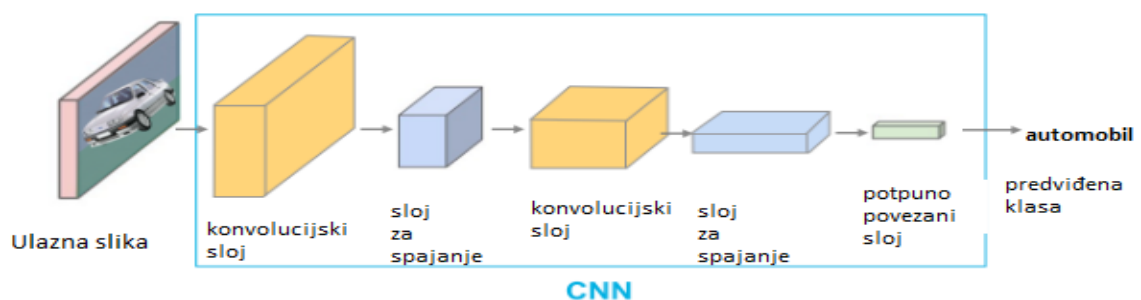 Ulazna slika
konvolucijski
sloj
sloj
za
spajanje
konvolucijski
sloj
sloj
za
spajanje
potpuno
povezani
sloj
automobil
predviđena
klasa
CNN